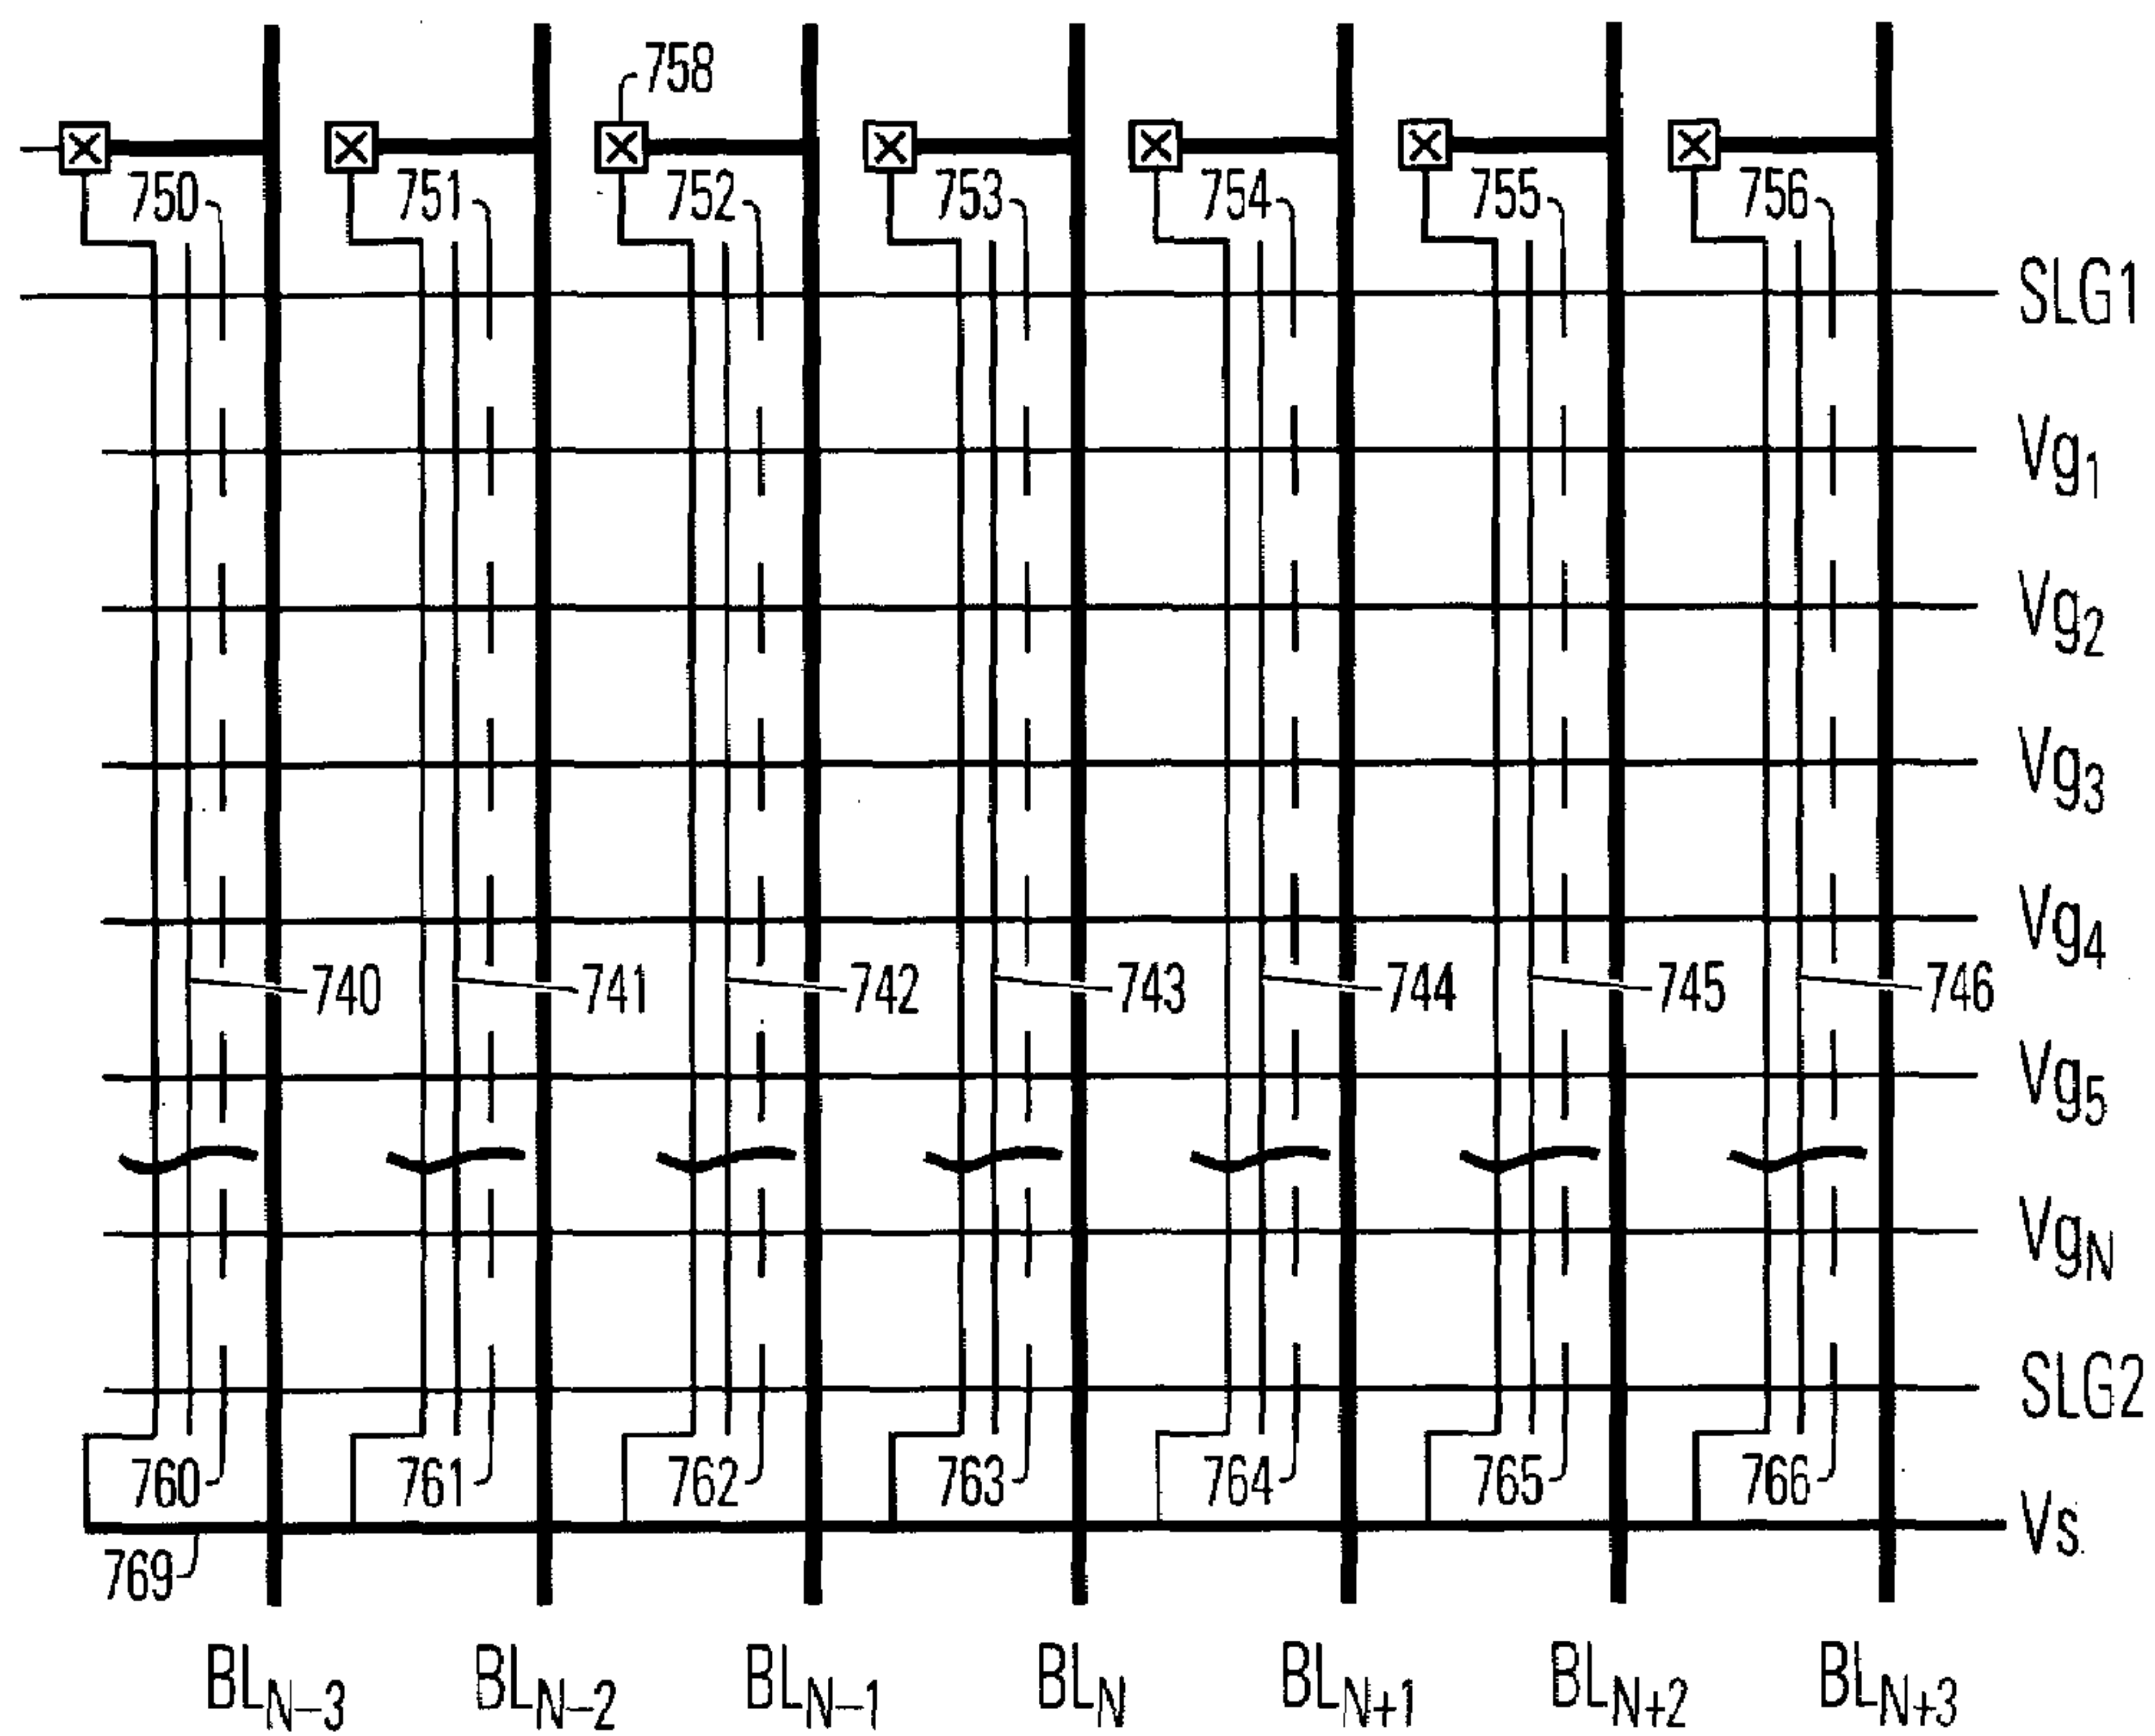 758
750 751 752 753 754 755 756
SLG1
Vg1
Vg2
Vg3
Vg4
740 741 742 743 744 745 746
Vg5
VgN
SLG2
760 761 762 763 764 765 766
Vs
769
BLN-3 BLN-2 BLN-1 BLN BLN+1 BLN+2 BLN+3